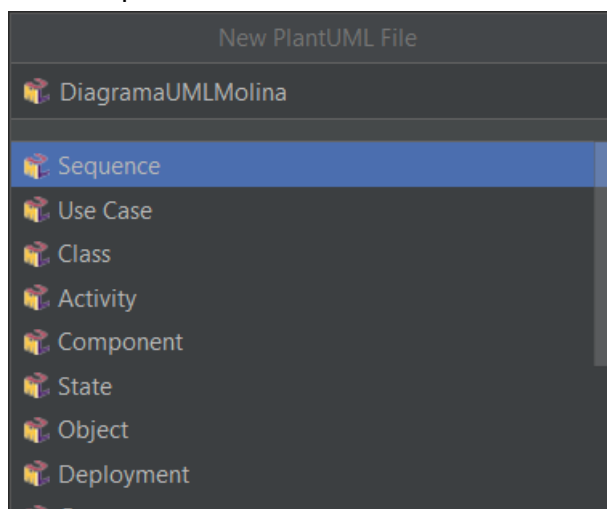 New PlantUML File
DiagramaUMLMolina
Sequence
Use Case
Class
Activity
Component
State
Object
Deployment